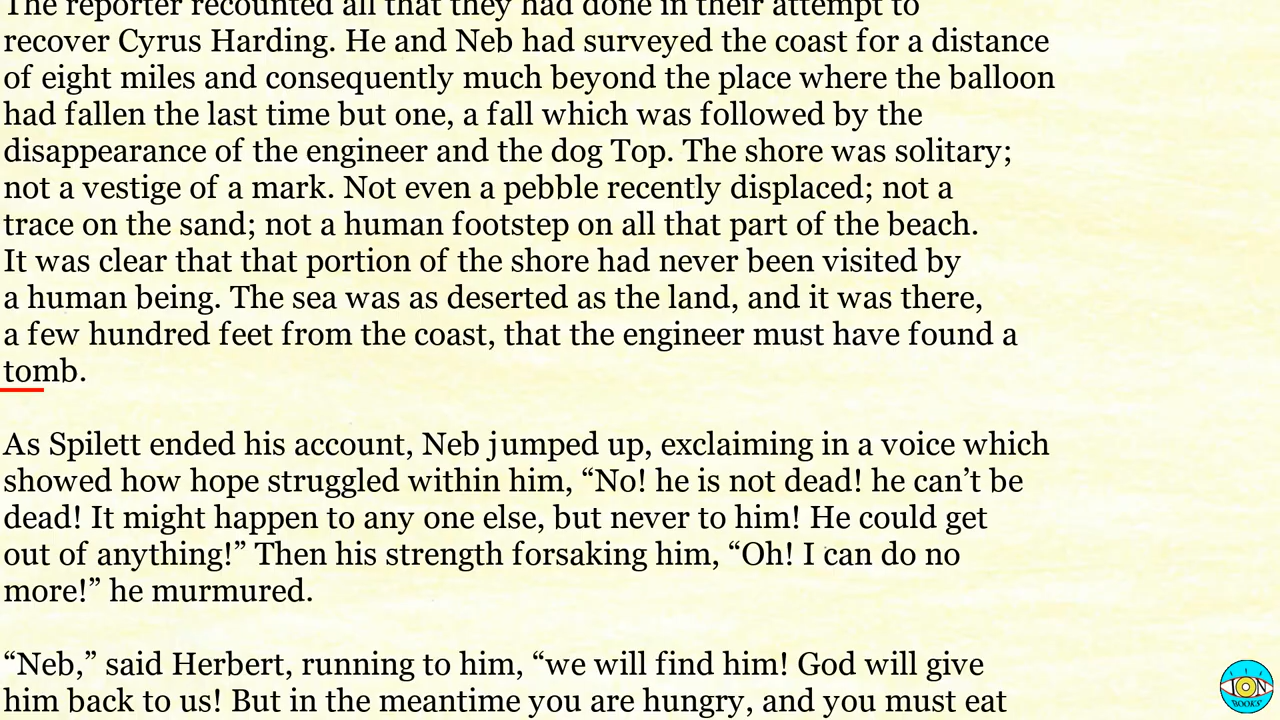 The reporter recounted all that they had done in their attempt to
recover Cyrus Harding. He and Neb had surveyed the coast for a distance
of eight miles and consequently much beyond the place where the balloon
had fallen the last time but one, a fall which was followed by the
disappearance of the engineer and the dog Top. The shore was solitary;
not a vestige of a mark. Not even a pebble recently displaced; not a
trace on the sand; not a human footstep on all that part of the beach.
It was clear that that portion of the shore had never been visited by
a human being. The sea was as deserted as the land, and it was there,
a few hundred feet from the coast, that the engineer must have found a
tomb.
As Spilett ended his account, Neb jumped up, exclaiming in a voice which
showed how hope struggled within him, “No! he is not dead! he can’t be
dead! It might happen to any one else, but never to him! He could get
out of anything!” Then his strength forsaking him, “Oh! I can do no
more!” he murmured.
“Neb,” said Herbert, running to him, “we will find him! God will give
him back to us! But in the meantime you are hungry, and you must eat
ION
BOOKS